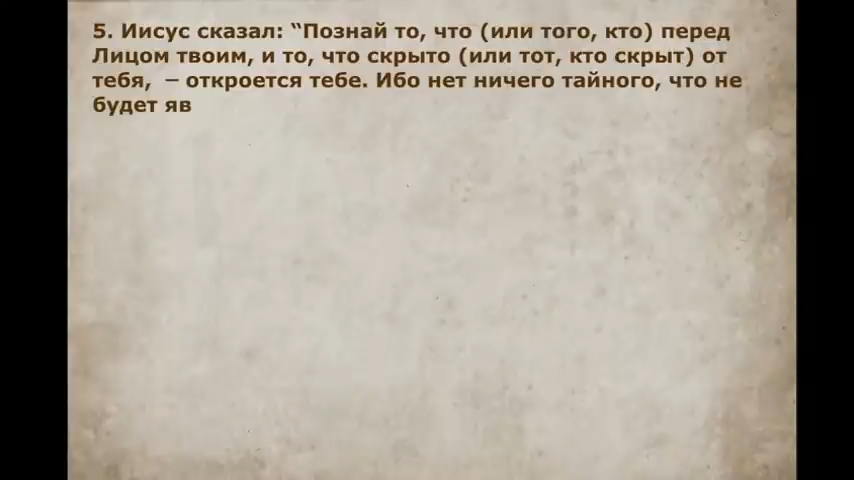 5. Иисус сказал: “Познай то, что (или того, кто) перед
Лицом твоим, и то, что скрыто (или тот, кто скрыт) от
тебя, – откроется тебе. Ибо нет ничего тайного, что не
будет яв